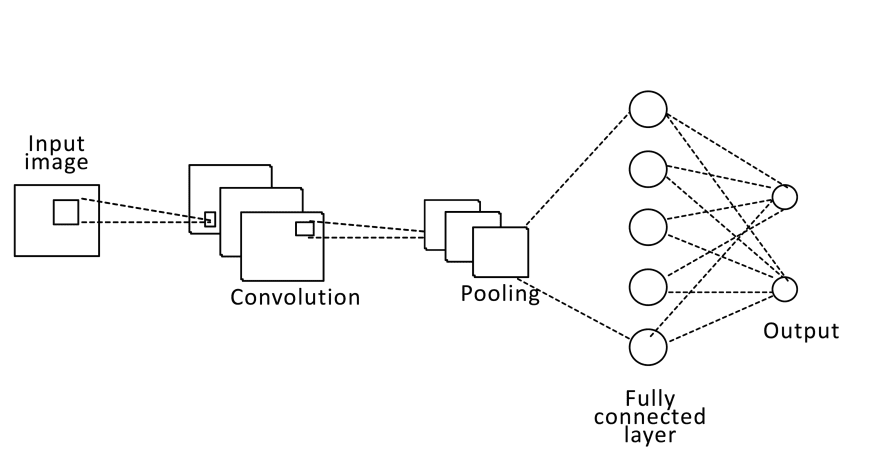 Input
image
Convolution
Pooling
Fully
connected
layer
Output